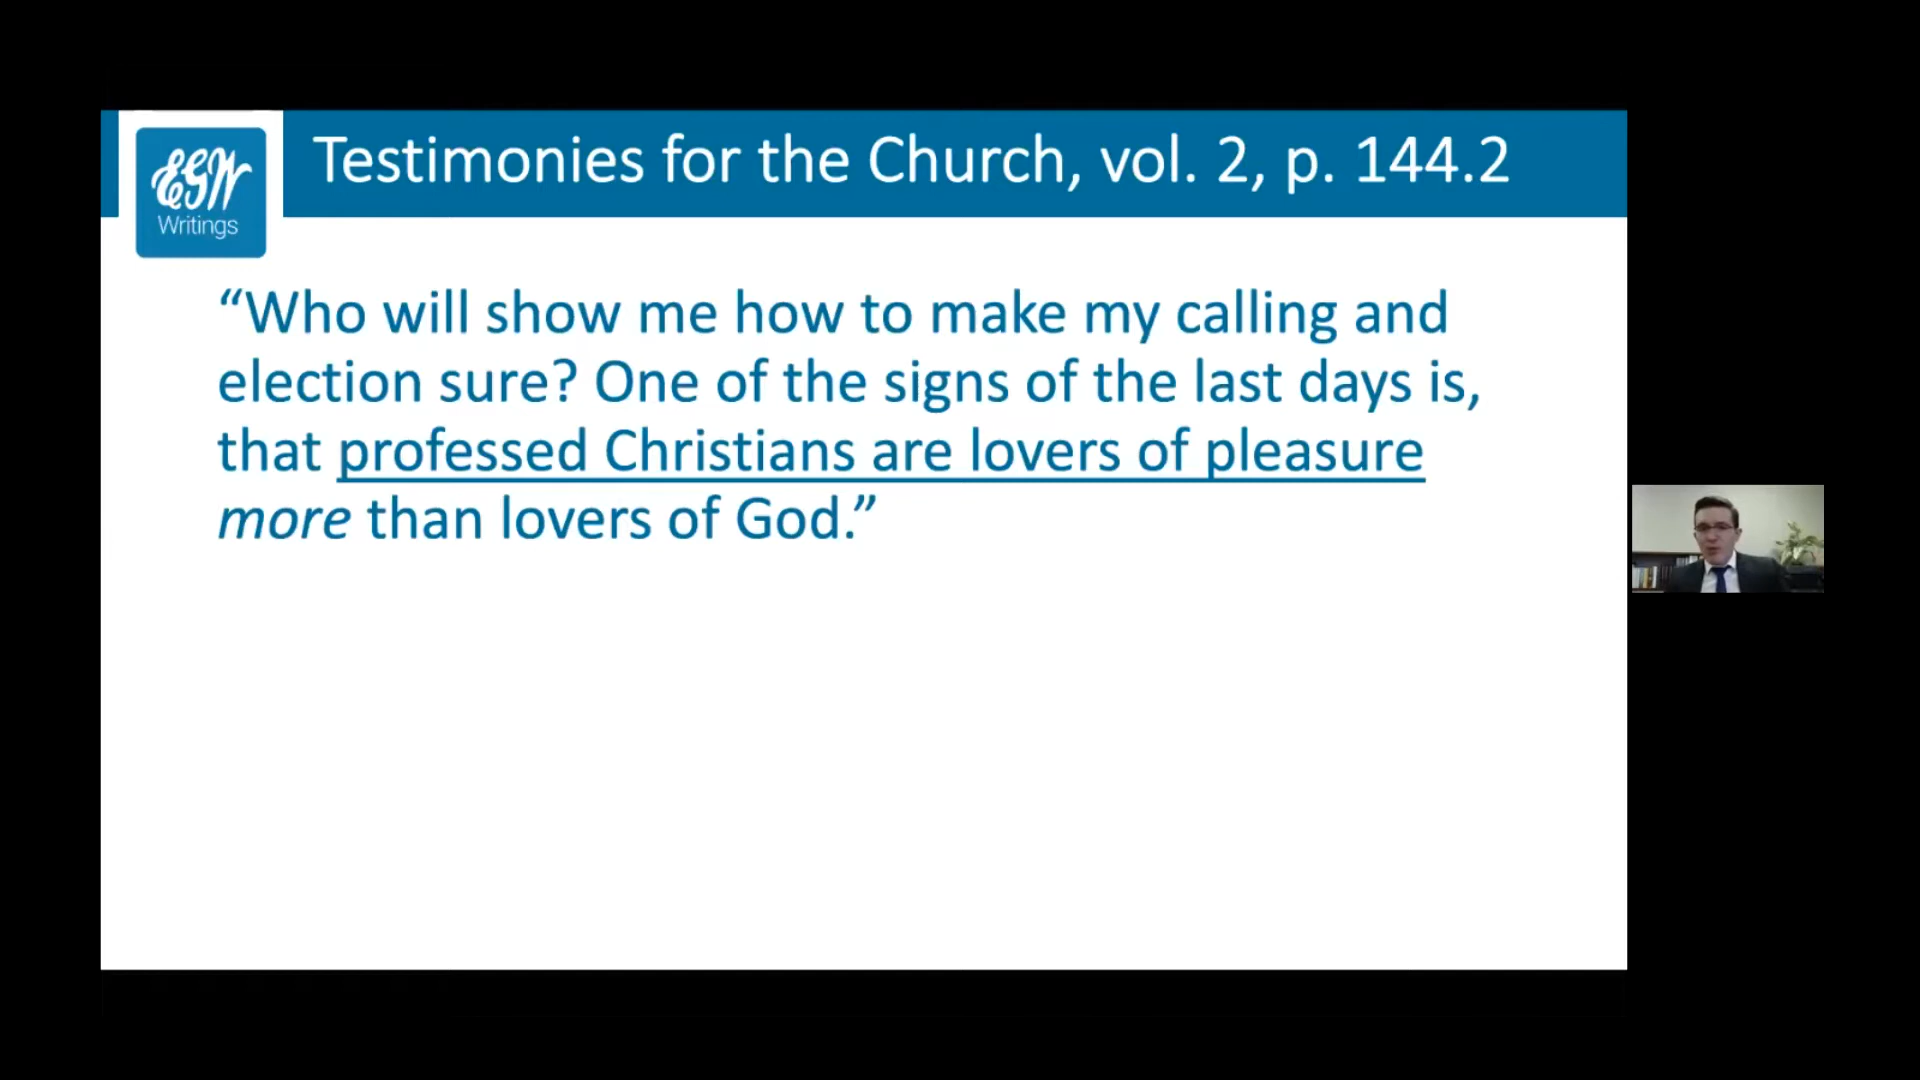 EGW
Writings
Testimonies for the Church, vol. 2, p. 144.2
“Who will show me how to make my calling and
election sure? One of the signs of the last days is,
that professed Christians are lovers of pleasure
more than lovers of God.”